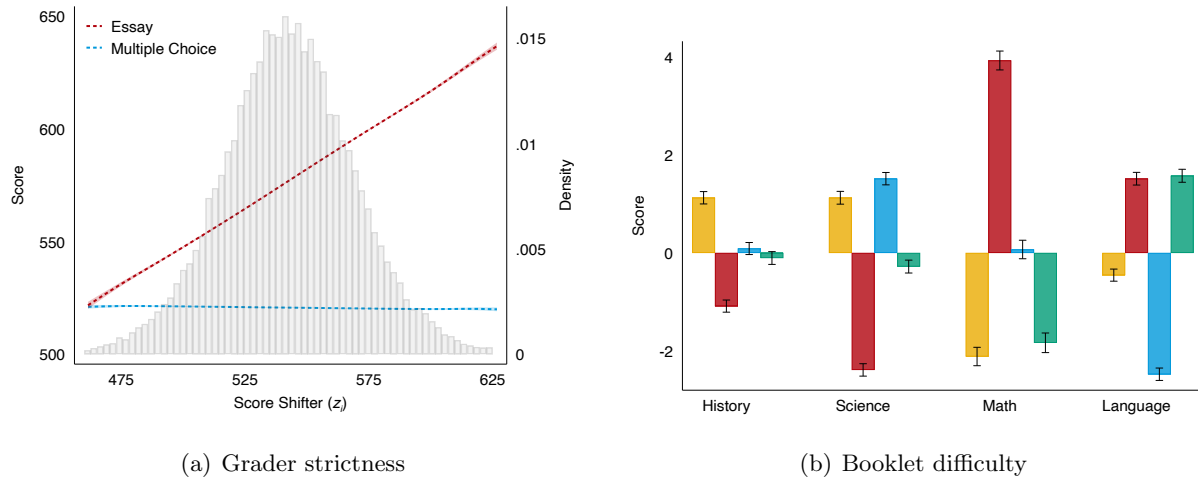 650
600
550
500
Score
Essay
Multiple Choice
.015
.01
.005
0
Density
475 525 575 625
Score Shifter (z_i)
(a) Grader strictness
4
2
0
-2
Score
History Science Math Language
(b) Booklet difficulty